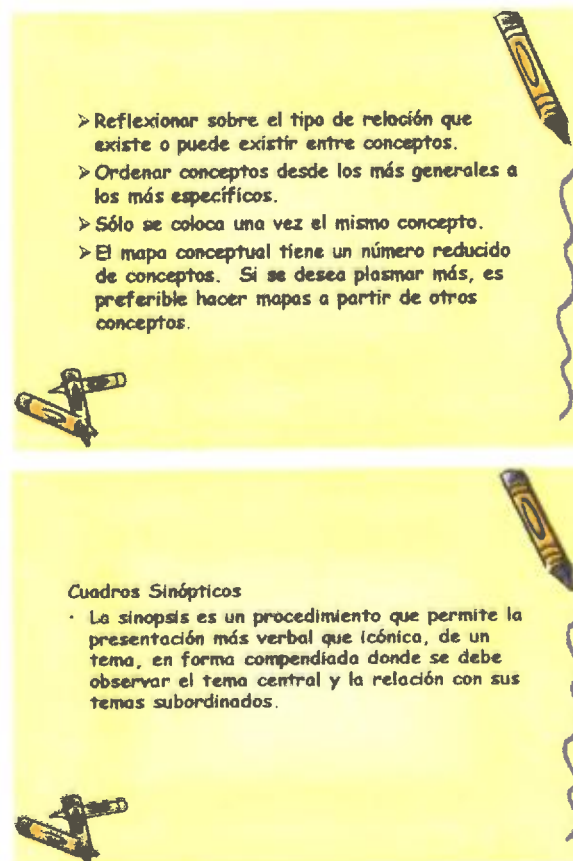 ➢ Reflexionar sobre el tipo de relación que
existe o puede existir entre conceptos.
➢ Ordenar conceptos desde los más generales a
los más específicos.
➢ Sólo se coloca una vez el mismo concepto.
➢ El mapa conceptual tiene un número reducido
de conceptos. Si se desea plasmar más, es
preferible hacer mapas a partir de otros
conceptos.
Cuadros Sinópticos
· La sinopsis es un procedimiento que permite la
presentación más verbal que icónica, de un
tema, en forma compendiada donde se debe
observar el tema central y la relación con sus
temas subordinados.